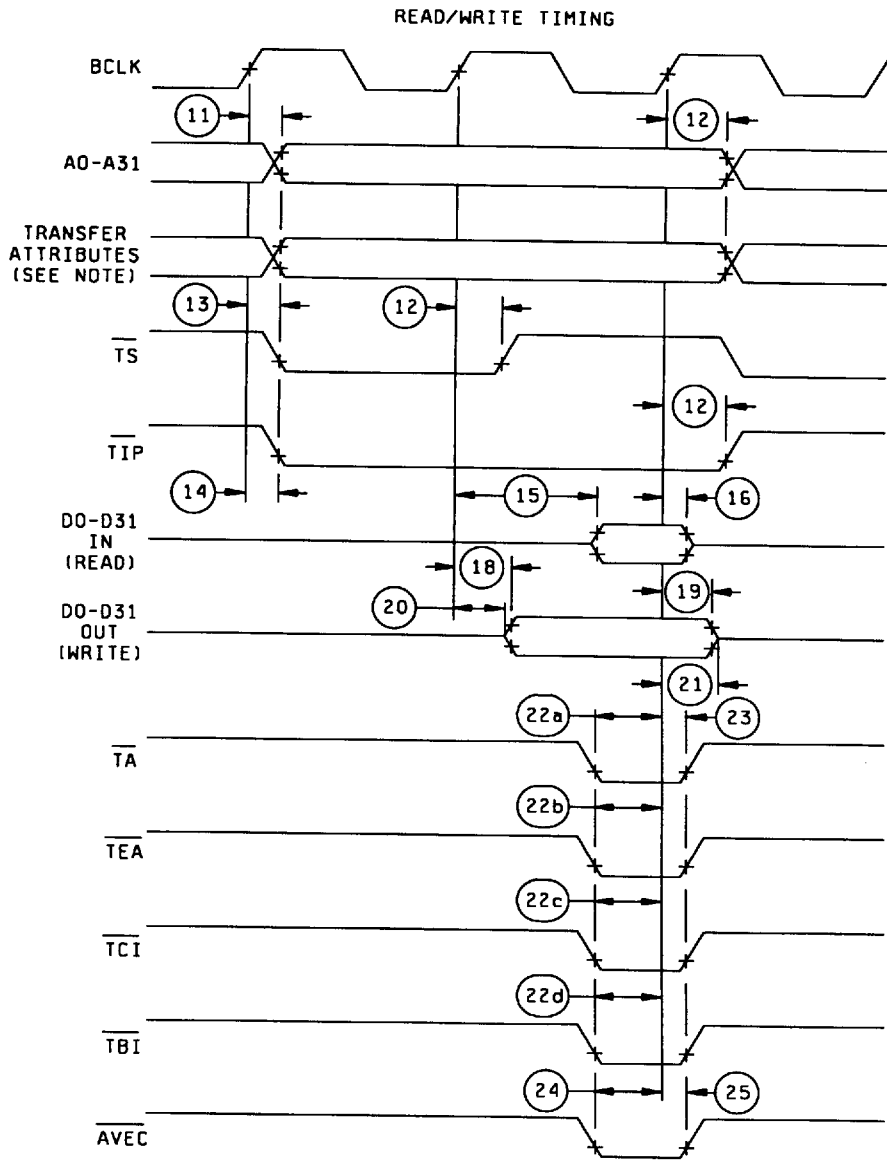 READ/WRITE TIMING
BCLK
11
12
A0-A31
TRANSFER
ATTRIBUTES
(SEE NOTE)
13
12
TS
12
TIP
14
15
16
D0-D31
IN
(READ)
18
19
20
D0-D31
OUT
(WRITE)
21
22a
23
TA
22b
TEA
22c
TCI
22d
TBI
24
25
AVEC